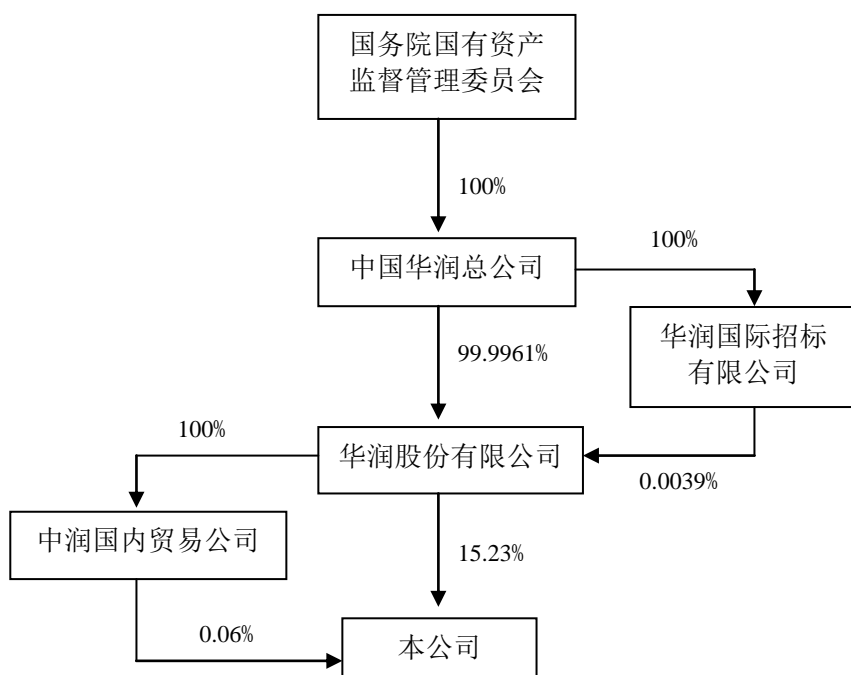 国务院国有资产
监督管理委员会
100%
中国华润总公司
100%
99.9961%
华润国际招标
有限公司
100%
华润股份有限公司
0.0039%
中润国内贸易公司
15.23%
0.06%
本公司